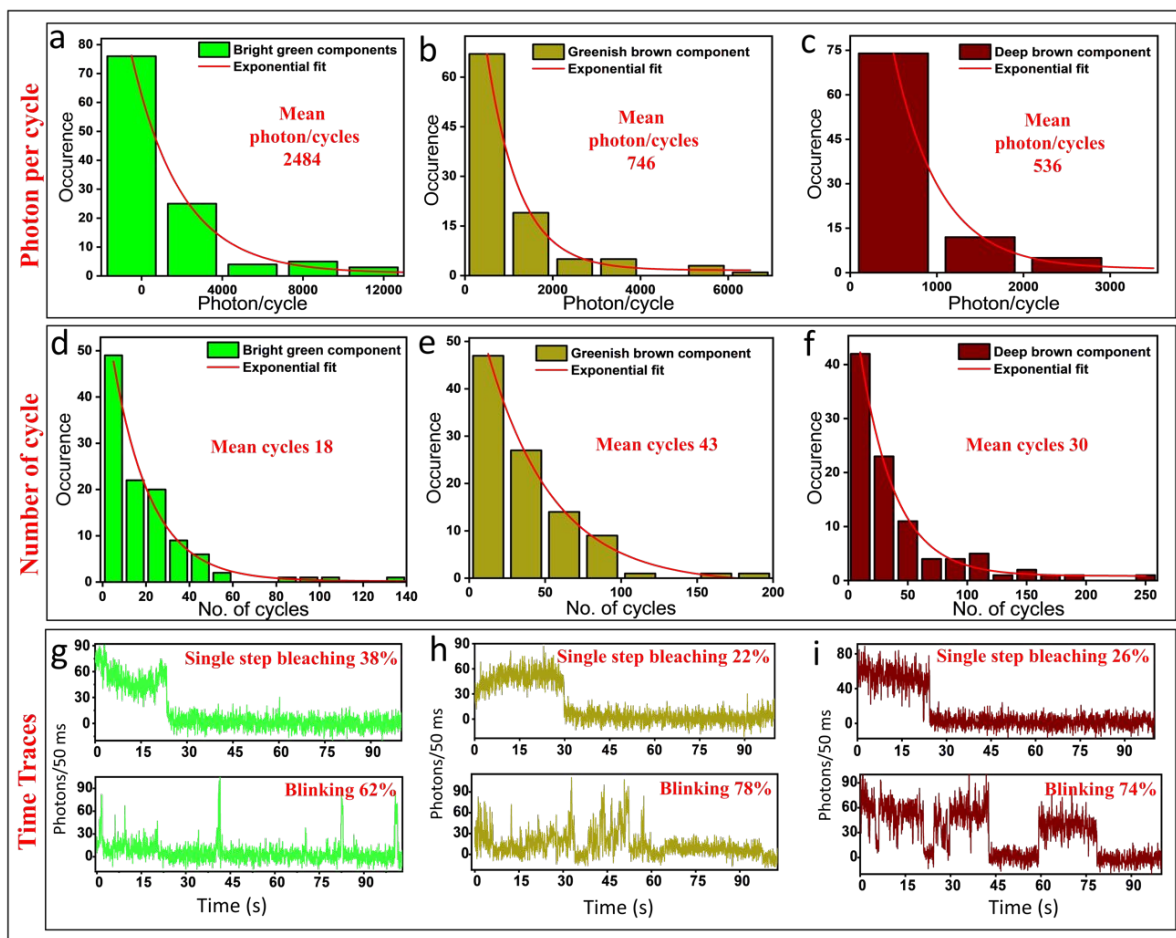 Photon per cycle
a
80
70
60
50
40
30
20
10
0
Occurence
Bright green components
Exponential fit
Mean
photon/cycles
2484
0 4000 8000 12000
Photon/cycle
b
60
45
30
15
0
Occurence
Greenish brown component
Exponential fit
Mean
photon/cycles
746
0 2000 4000 6000
Photon/cycle
c
75
60
45
30
15
0
Occurence
Deep brown component
Exponential fit
Mean
photon/cycles
536
0 1000 2000 3000
Photon/cycle
Number of cycle
d
50
40
30
20
10
0
Occurence
Bright green component
Exponential fit
Mean cycles 18
0 20 40 60 80 100 120 140
No. of cycles
e
50
40
30
20
10
0
Occurence
Greenish brown component
Exponential fit
Mean cycles 43
0 50 100 150 200
No. of cycles
f
40
30
20
10
0
Occurence
Deep brown component
Exponential fit
Mean cycles 30
0 50 100 150 200 250
No. of cycles
Time Traces
Photons/50 ms
g
90
60
30
0
Single step bleaching 38%
0 15 30 45 60 75 90
90
60
30
0
Blinking 62%
0 15 30 45 60 75 90
Time (s)
h
Photons/50 ms
90
60
30
0
Single step bleaching 22%
0 15 30 45 60 75 90
90
60
30
0
Blinking 78%
0 15 30 45 60 75 90
Time (s)
i
Photons/50 ms
80
60
40
20
0
Single step bleaching 26%
0 15 30 45 60 75 90
90
60
30
0
Blinking 74%
0 15 30 45 60 75 90
Time (s)